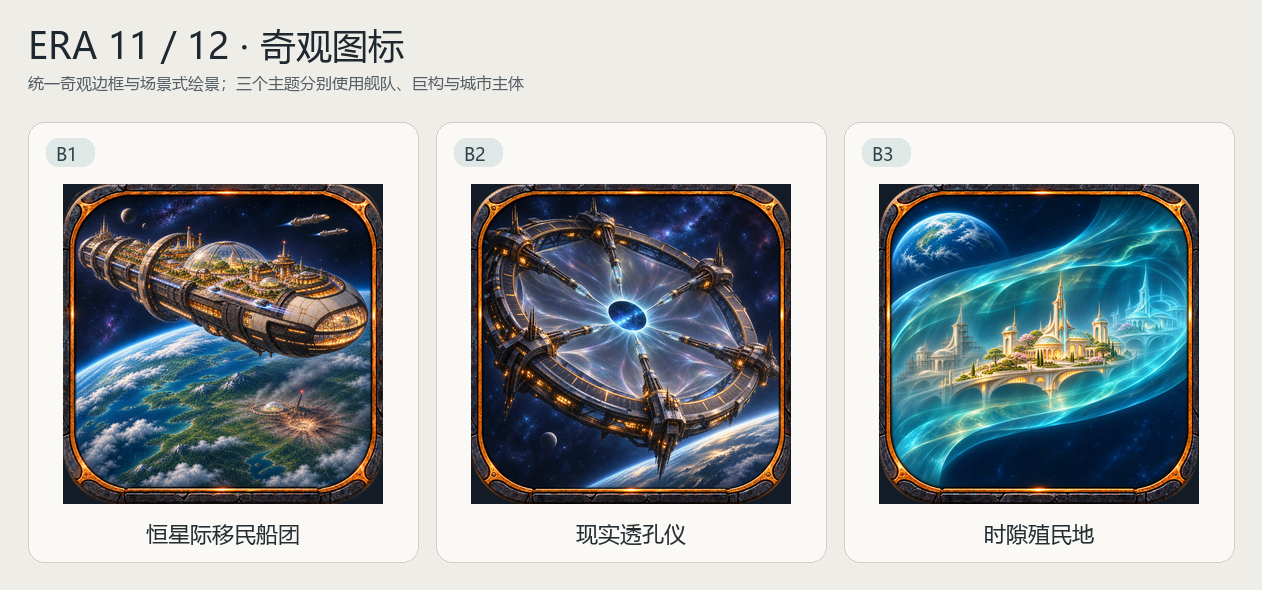 ERA 11 / 12 · 奇观图标
统一奇观边框与场景式绘景；三个主题分别使用舰队、巨构与城市主体
B1
B2
B3
恒星际移民船团
现实透孔仪
时隙殖民地